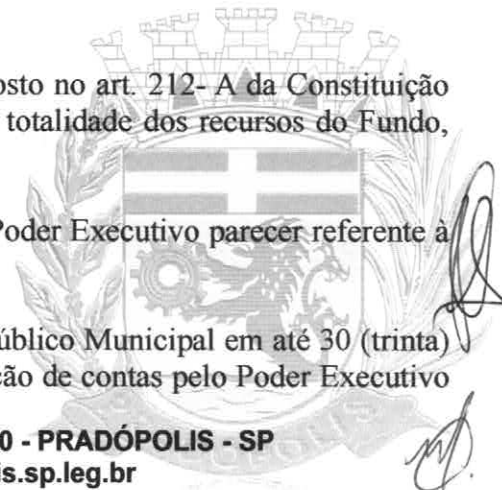 osto no art. 212- A da Constituição
totalidade dos recursos do Fundo,
Poder Executivo parecer referente à
úblico Municipal em até 30 (trinta)
ção de contas pelo Poder Executivo
0 - PRADÓPOLIS - SP
is.sp.leg.br